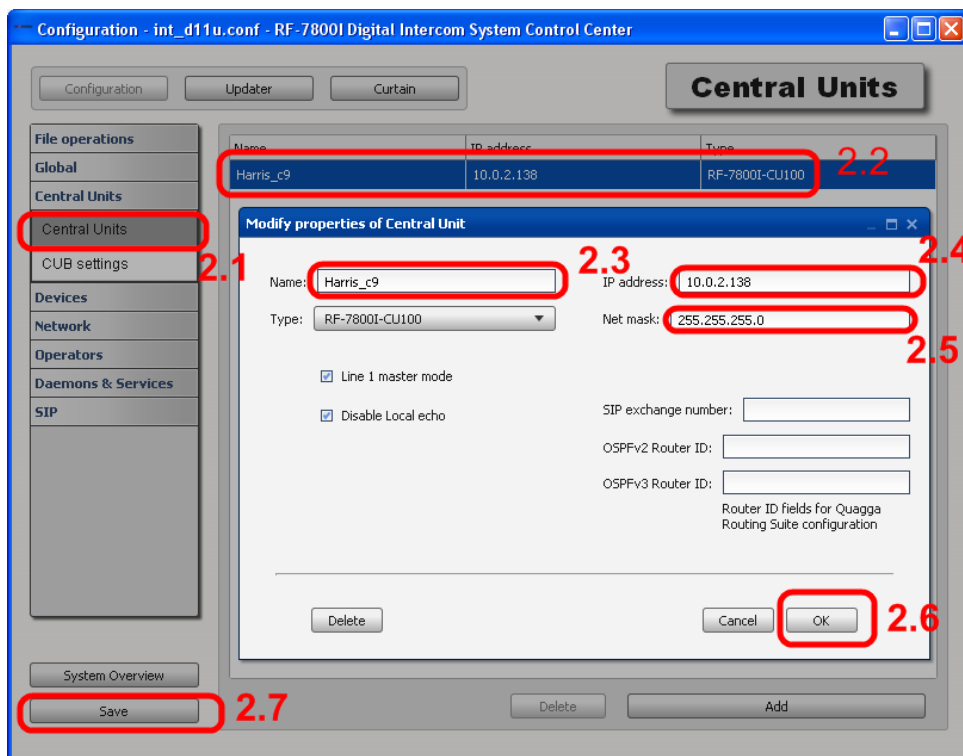 Configuration - int_d11u.conf - RF-7800I Digital Intercom System Control Center
Configuration Updater Curtain
Central Units
File operations
Global
Central Units
Central Units
2.1
CUB settings
Devices
Network
Operators
Daemons & Services
SIP
Name IP address Type
Harris_c9 10.0.2.138 RF-7800I-CU100 2.2
Modify properties of Central Unit
Name: Harris_c9 2.3
IP address: 10.0.2.138 2.4
Type: RF-7800I-CU100
Net mask: 255.255.255.0 2.5
Line 1 master mode
Disable Local echo
SIP exchange number:
OSPFv2 Router ID:
OSPFv3 Router ID:
Router ID fields for Quagga
Routing Suite configuration
Delete Cancel OK 2.6
System Overview
Save 2.7
Delete Add